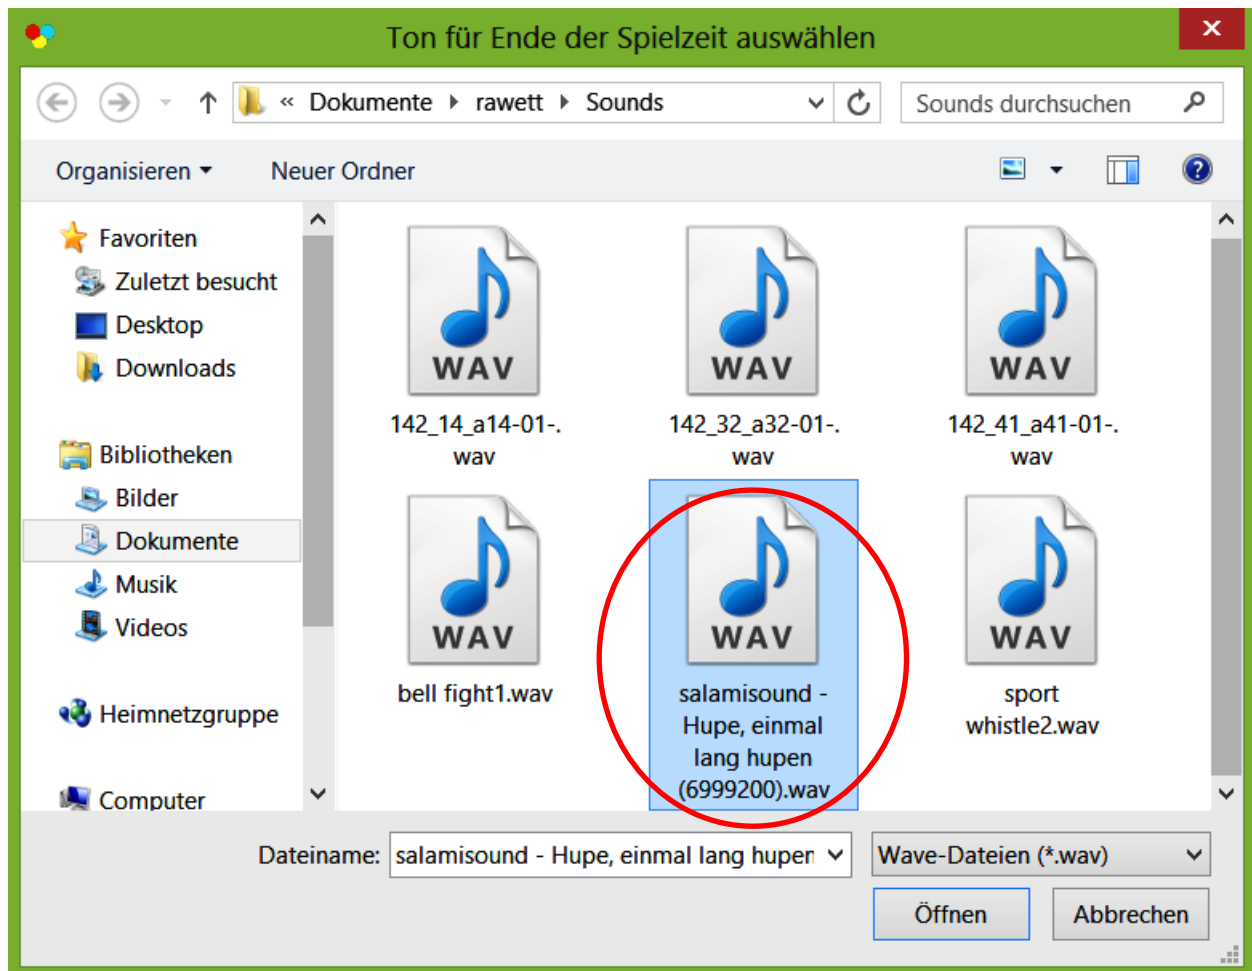 Ton für Ende der Spielzeit auswählen
« Dokumente rawett Sounds
Sounds durchsuchen
Organisieren
Neuer Ordner
?
Favoriten
Zuletzt besucht
Desktop
Downloads
Bibliotheken
Bilder
Dokumente
Musik
Videos
Heimnetzgruppe
Computer
WAV
142_14_a14-01-.
wav
WAV
142_32_a32-01-.
wav
WAV
142_41_a41-01-.
wav
WAV
bell fight1.wav
WAV
salamisound -
Hupe, einmal
lang hupen
(6999200).wav
WAV
sport
whistle2.wav
Dateiname: salamisound - Hupe, einmal lang hupen
Wave-Dateien (*.wav)
Öffnen
Abbrechen